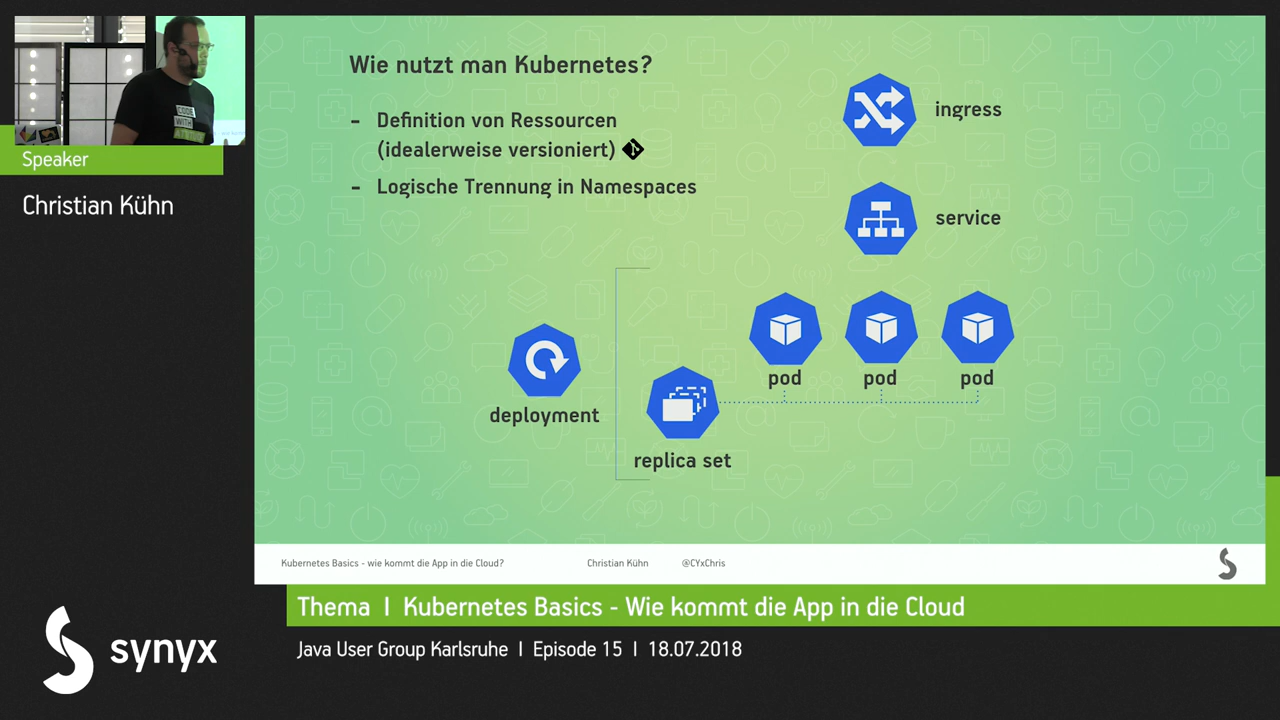 Speaker
Christian Kühn
Wie nutzt man Kubernetes?
- Definition von Ressourcen
(idealerweise versioniert)
- Logische Trennung in Namespaces
ingress
service
pod pod pod
deployment
replica set
Kubernetes Basics - wie kommt die App in die Cloud? Christian Kühn @CYxChris
Thema | Kubernetes Basics - Wie kommt die App in die Cloud
Java User Group Karlsruhe | Episode 15 | 18.07.2018
synyx
CODE
WITH